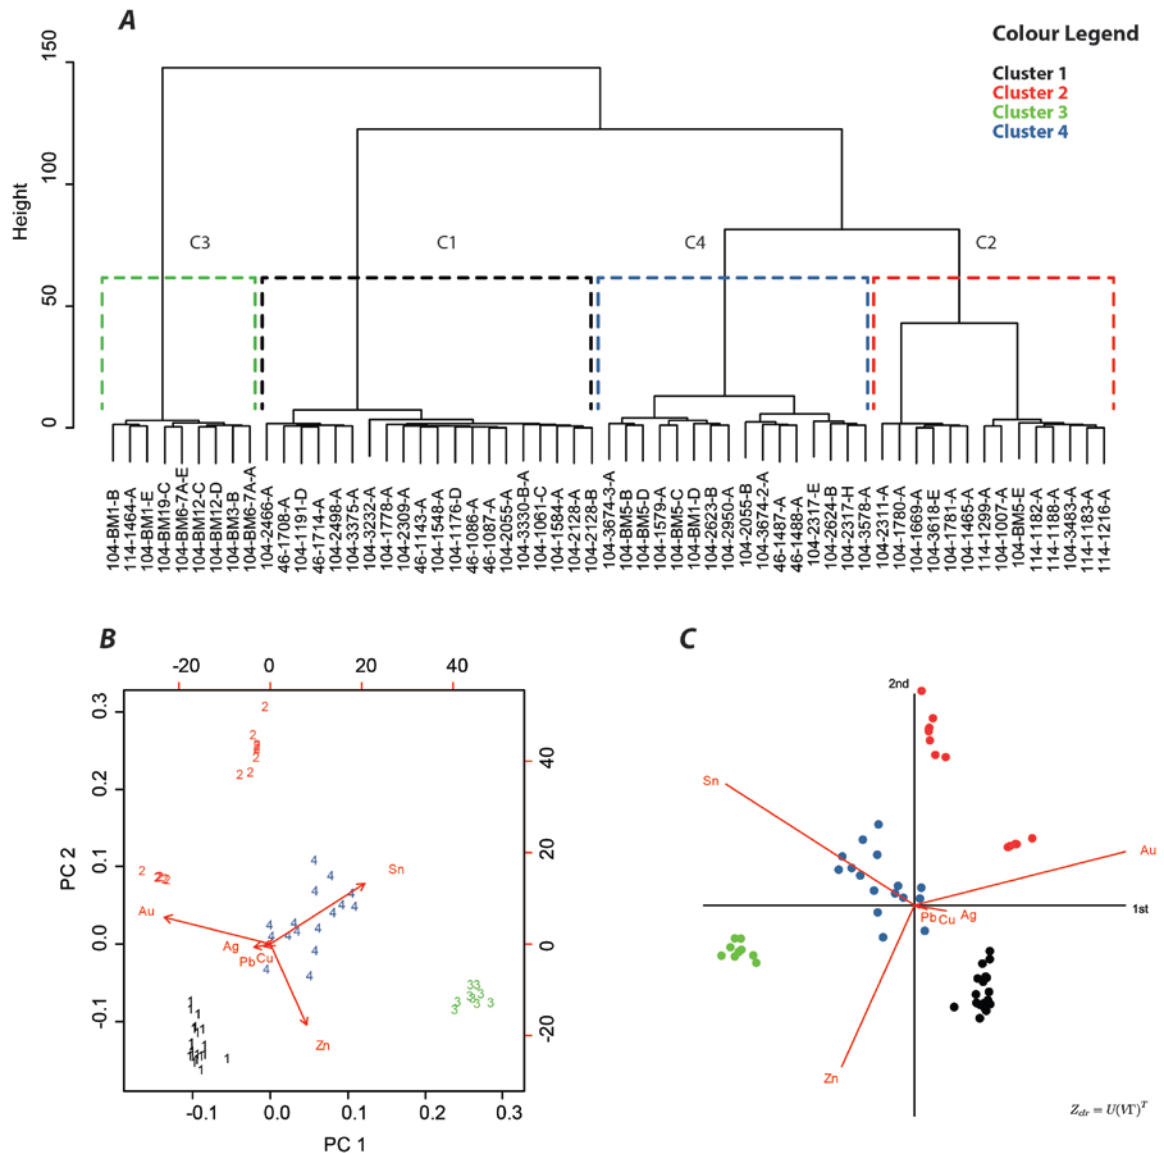 A
Colour Legend
Cluster 1
Cluster 2
Cluster 3
Cluster 4
Height
150
100
50
0
C3
C1
C4
C2
104-BM1-B
114-1464-A
104-BM1-E
104-BM19-C
104-BM6-7A-E
104-BM12-C
104-BM12-D
104-BM3-B
104-BM6-7A-A
104-2466-A
46-1708-A
104-1191-D
46-1714-A
104-2498-A
104-3375-A
104-3232-A
104-1778-A
104-2309-A
46-1143-A
104-1548-A
104-1176-D
46-1086-A
46-1087-A
104-2055-A
104-3330-B-A
104-1061-C
104-1584-A
104-2128-A
104-2128-B
104-3674-3-A
104-BM5-B
104-BM5-D
104-1579-A
104-BM5-C
104-BM1-D
104-2623-B
104-2950-A
104-2055-B
104-3674-2-A
46-1487-A
46-1488-A
104-2317-E
104-2624-B
104-2317-H
104-3578-A
104-2311-A
104-1780-A
104-1669-A
104-3618-E
104-1781-A
104-1465-A
114-1299-A
104-1007-A
104-BM5-E
114-1182-A
114-1188-A
104-3483-A
114-1183-A
114-1216-A
B
-20 0 20 40
PC 2
0.3
0.2
0.1
0.0
-0.1
40
20
0
-20
Sn
Au
Ag
Pb
Cu
Zn
-0.1 0.0 0.1 0.2 0.3
PC 1
C
2nd
Sn
Au
1st
Pb
Cu
Ag
Zn
Z_clr = U(VΓ)^T